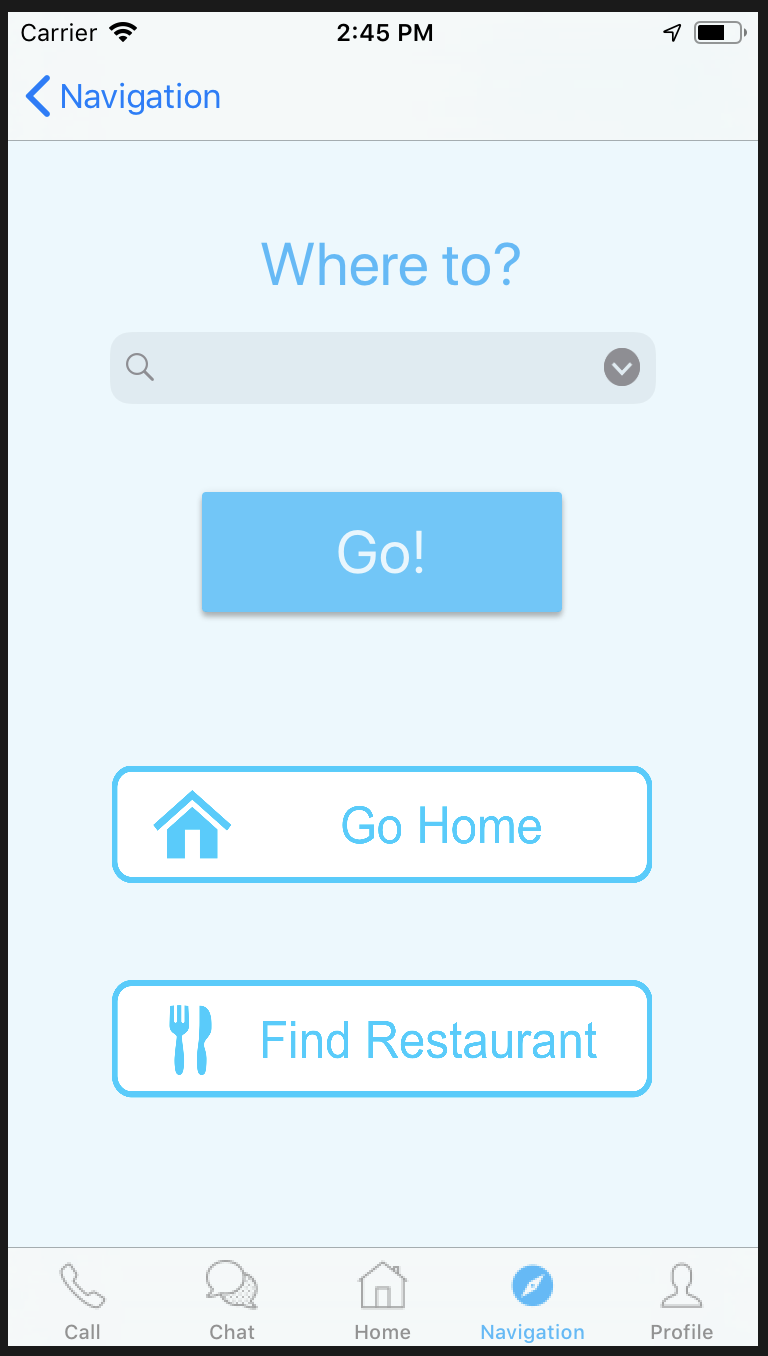 Carrier 2:45 PM
Navigation
Where to?
Go!
Go Home
Find Restaurant
Call Chat Home Navigation Profile